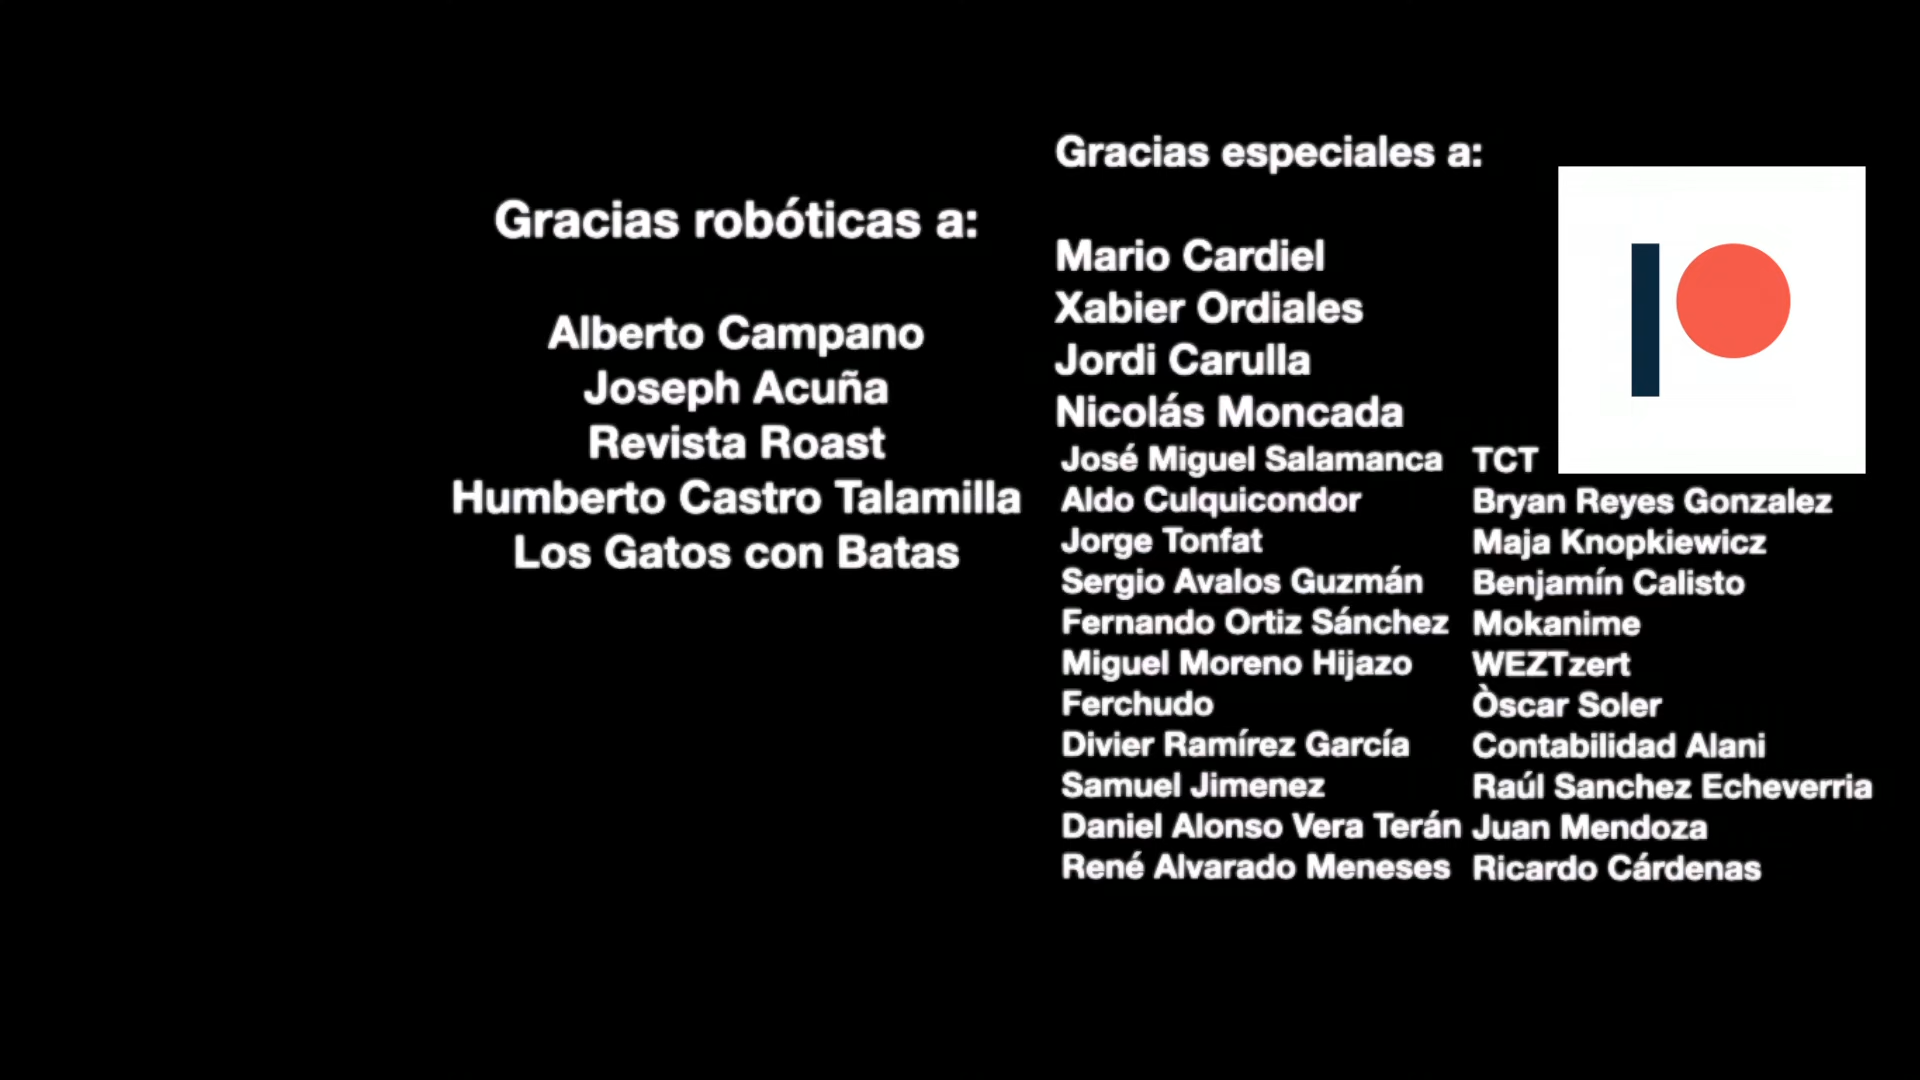 Gracias robóticas a:
Alberto Campano
Joseph Acuña
Revista Roast
Humberto Castro Talamilla
Los Gatos con Batas
Gracias especiales a:
Mario Cardiel
Xabier Ordiales
Jordi Carulla
Nicolás Moncada
José Miguel Salamanca
Aldo Culquicondor
Jorge Tonfat
Sergio Avalos Guzmán
Fernando Ortiz Sánchez
Miguel Moreno Hijazo
Ferchudo
Divier Ramírez García
Samuel Jimenez
Daniel Alonso Vera Terán
René Alvarado Meneses
TCT
Bryan Reyes Gonzalez
Maja Knopkiewicz
Benjamín Calisto
Mokanime
WEZTzert
Òscar Soler
Contabilidad Alani
Raúl Sanchez Echeverria
Juan Mendoza
Ricardo Cárdenas